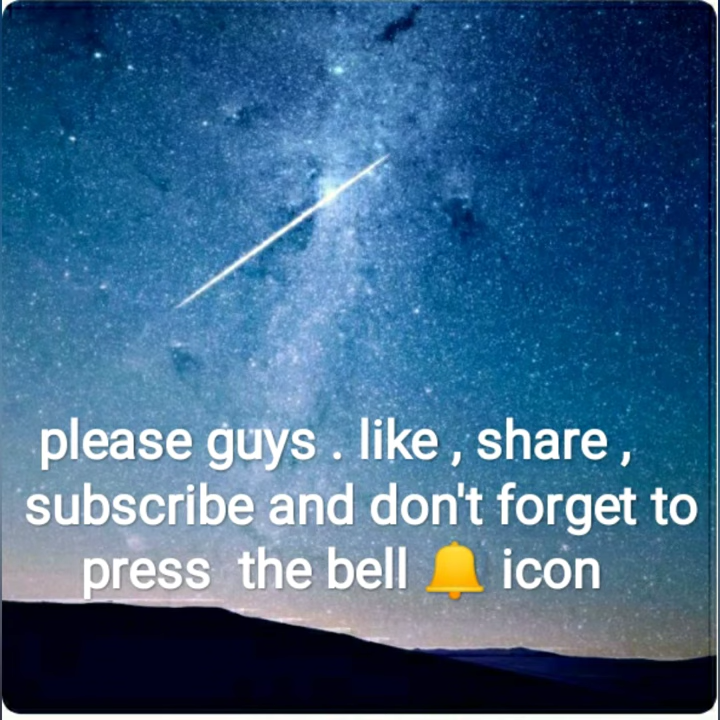 please guys . like , share ,
subscribe and don't forget to
press the bell 🔔 icon